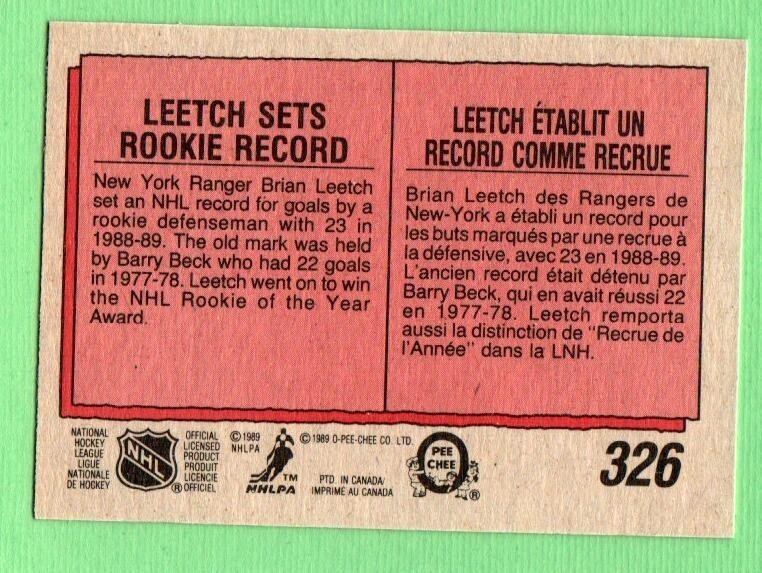 LEETCH SETS
ROOKIE RECORD
New York Ranger Brian Leetch
set an NHL record for goals by a
rookie defenseman with 23 in
1988-89. The old mark was held
by Barry Beck who had 22 goals
in 1977-78. Leetch went on to win
the NHL Rookie of the Year
Award.
LEETCH ÉTABLIT UN
RECORD COMME RECRUE
Brian Leetch des Rangers de
New-York a établi un record pour
les buts marqués par une recrue à
la défensive, avec 23 en 1988-89.
L'ancien record était détenu par
Barry Beck, qui en avait réussi 22
en 1977-78. Leetch remporta
aussi la distinction de "Recrue de
l'Année" dans la LNH.
NATIONAL
HOCKEY
LEAGUE
LIGUE
NATIONALE
DE HOCKEY
NHL
®
OFFICIAL
LICENSED
PRODUCT
PRODUIT
LICENCIE
OFFICIEL
© 1989
NHLPA
TM
NHLPA
© 1989 O-PEE-CHEE CO. LTD.
PTD. IN CANADA/
IMPRIME AU CANADA
PEE
CHEE
®
326